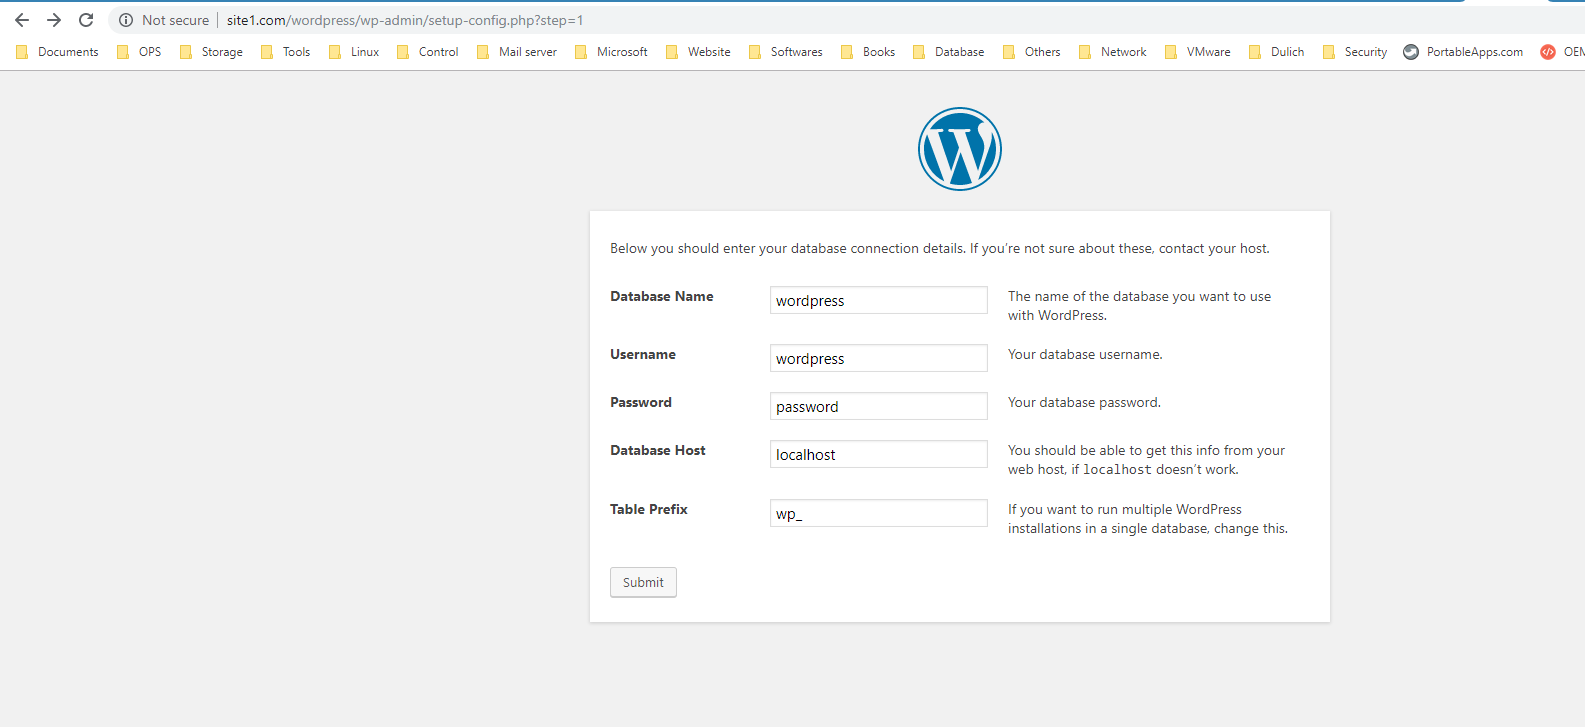 Not secure site1.com/wordpress/wp-admin/setup-config.php?step=1
Documents OPS Storage Tools Linux Control Mail server Microsoft Website Softwares Books Database Others Network VMware Dulich Security PortableApps.com OEM
Below you should enter your database connection details. If you’re not sure about these, contact your host.
Database Name wordpress The name of the database you want to use
with WordPress.
Username wordpress Your database username.
Password password Your database password.
Database Host localhost You should be able to get this info from your
web host, if localhost doesn’t work.
Table Prefix wp_ If you want to run multiple WordPress
installations in a single database, change this.
Submit